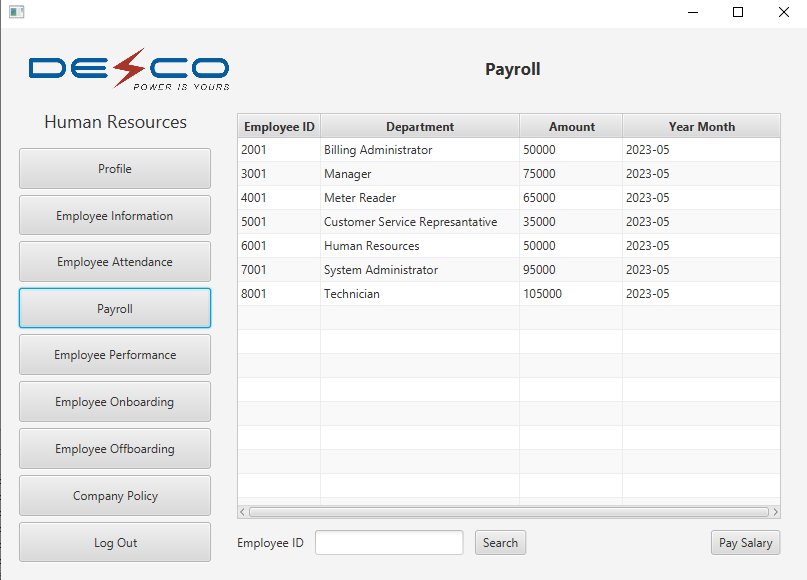 DESCO
POWER IS YOURS
Payroll
Human Resources
Profile
Employee Information
Employee Attendance
Payroll
Employee Performance
Employee Onboarding
Employee Offboarding
Company Policy
Log Out
Employee ID Department Amount Year Month
2001 Billing Administrator 50000 2023-05
3001 Manager 75000 2023-05
4001 Meter Reader 65000 2023-05
5001 Customer Service Represantative 35000 2023-05
6001 Human Resources 50000 2023-05
7001 System Administrator 95000 2023-05
8001 Technician 105000 2023-05
Employee ID Search Pay Salary